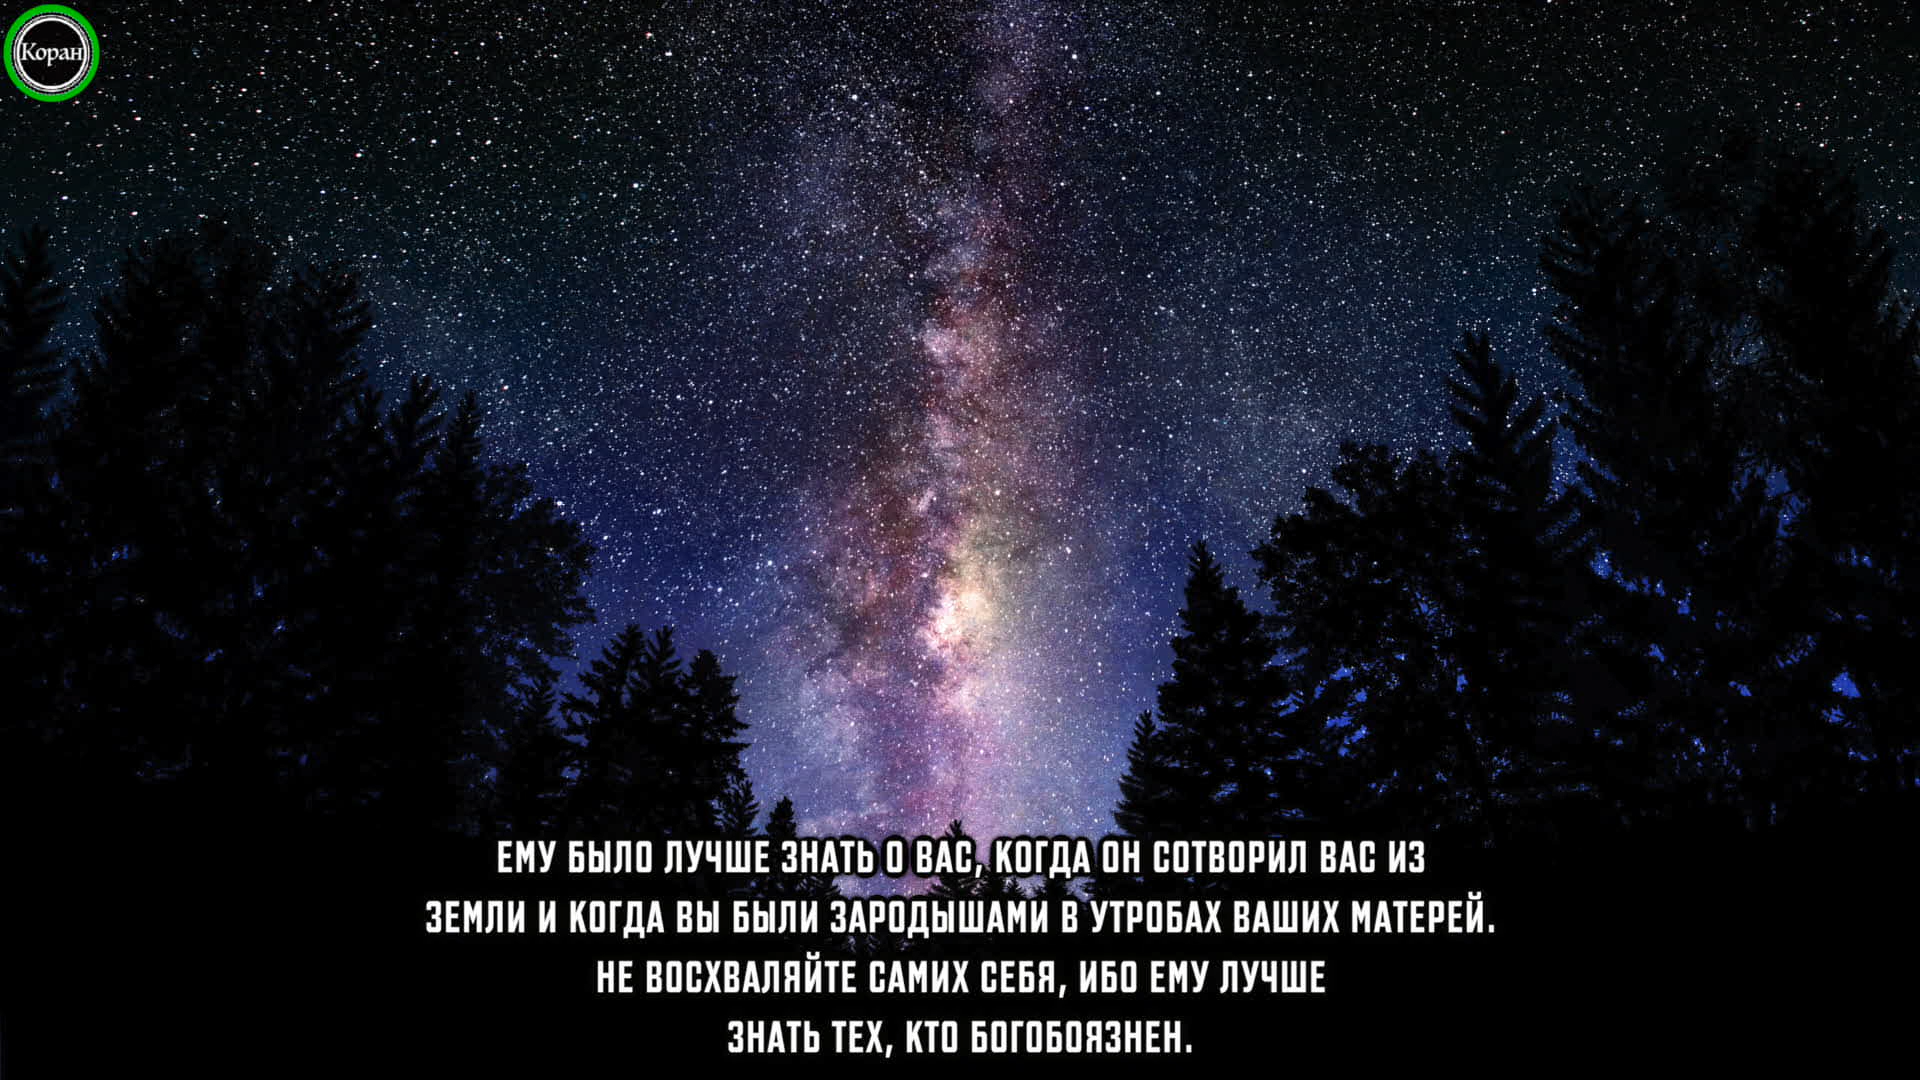 Коран
ЕМУ БЫЛО ЛУЧШЕ ЗНАТЬ О ВАС, КОГДА ОН СОТВОРИЛ ВАС ИЗ
ЗЕМЛИ И КОГДА ВЫ БЫЛИ ЗАРОДЫШАМИ В УТРОБАХ ВАШИХ МАТЕРЕЙ.
НЕ ВОСХВАЛЯЙТЕ САМИХ СЕБЯ, ИБО ЕМУ ЛУЧШЕ
ЗНАТЬ ТЕХ, КТО БОГОБОЯЗНЕН.